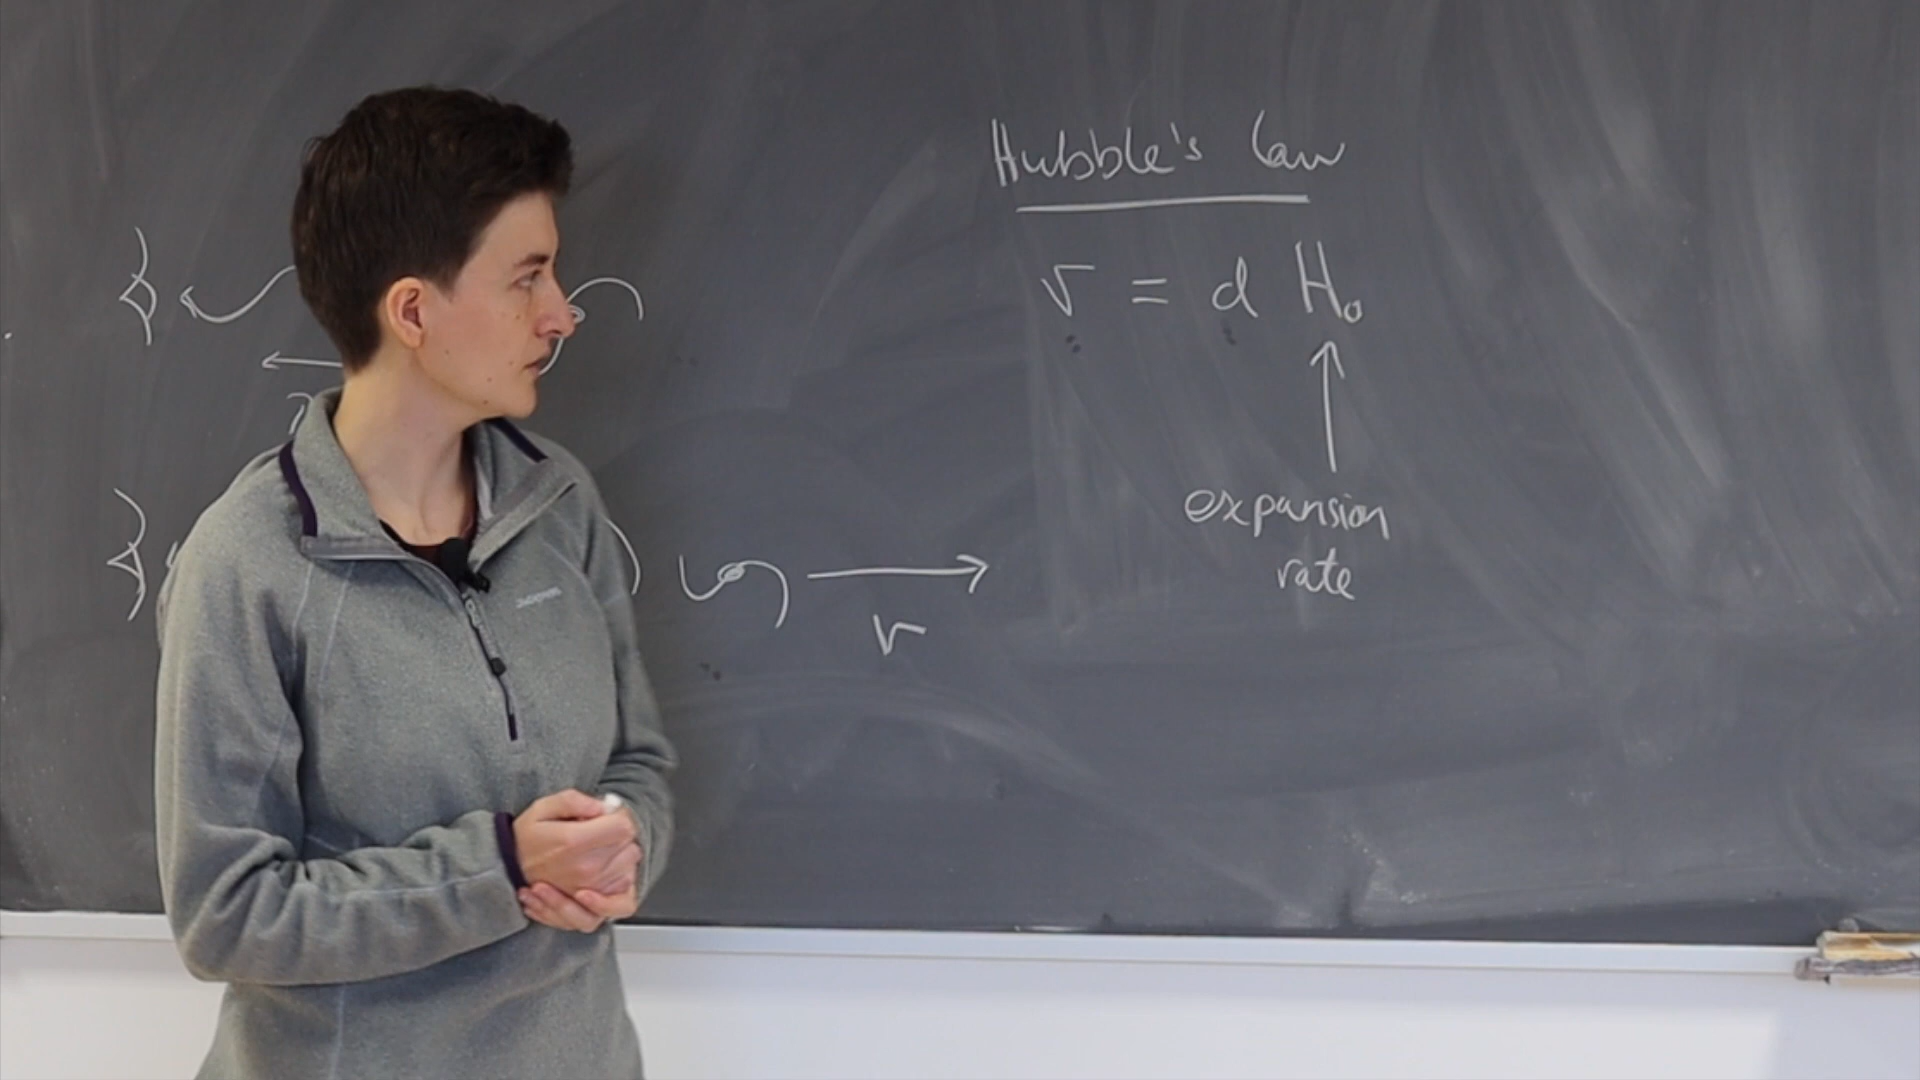 Hubble's law
v = d H₀
expansion
rate
v